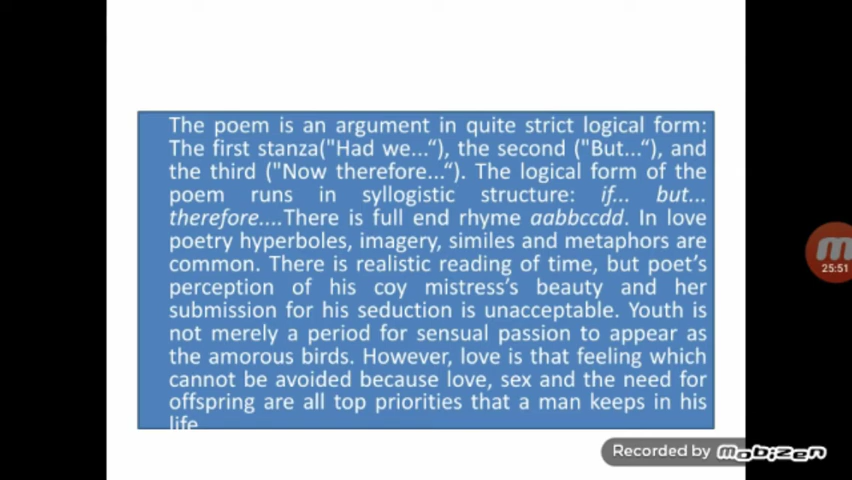 The poem is an argument in quite strict logical form:
The first stanza("Had we...“), the second ("But...“), and
the third ("Now therefore...“). The logical form of the
poem runs in syllogistic structure: if... but...
therefore....There is full end rhyme aabbccdd. In love
poetry hyperboles, imagery, similes and metaphors are
common. There is realistic reading of time, but poet’s
perception of his coy mistress’s beauty and her
submission for his seduction is unacceptable. Youth is
not merely a period for sensual passion to appear as
the amorous birds. However, love is that feeling which
cannot be avoided because love, sex and the need for
offspring are all top priorities that a man keeps in his
life.
25:51
Recorded by mobizen